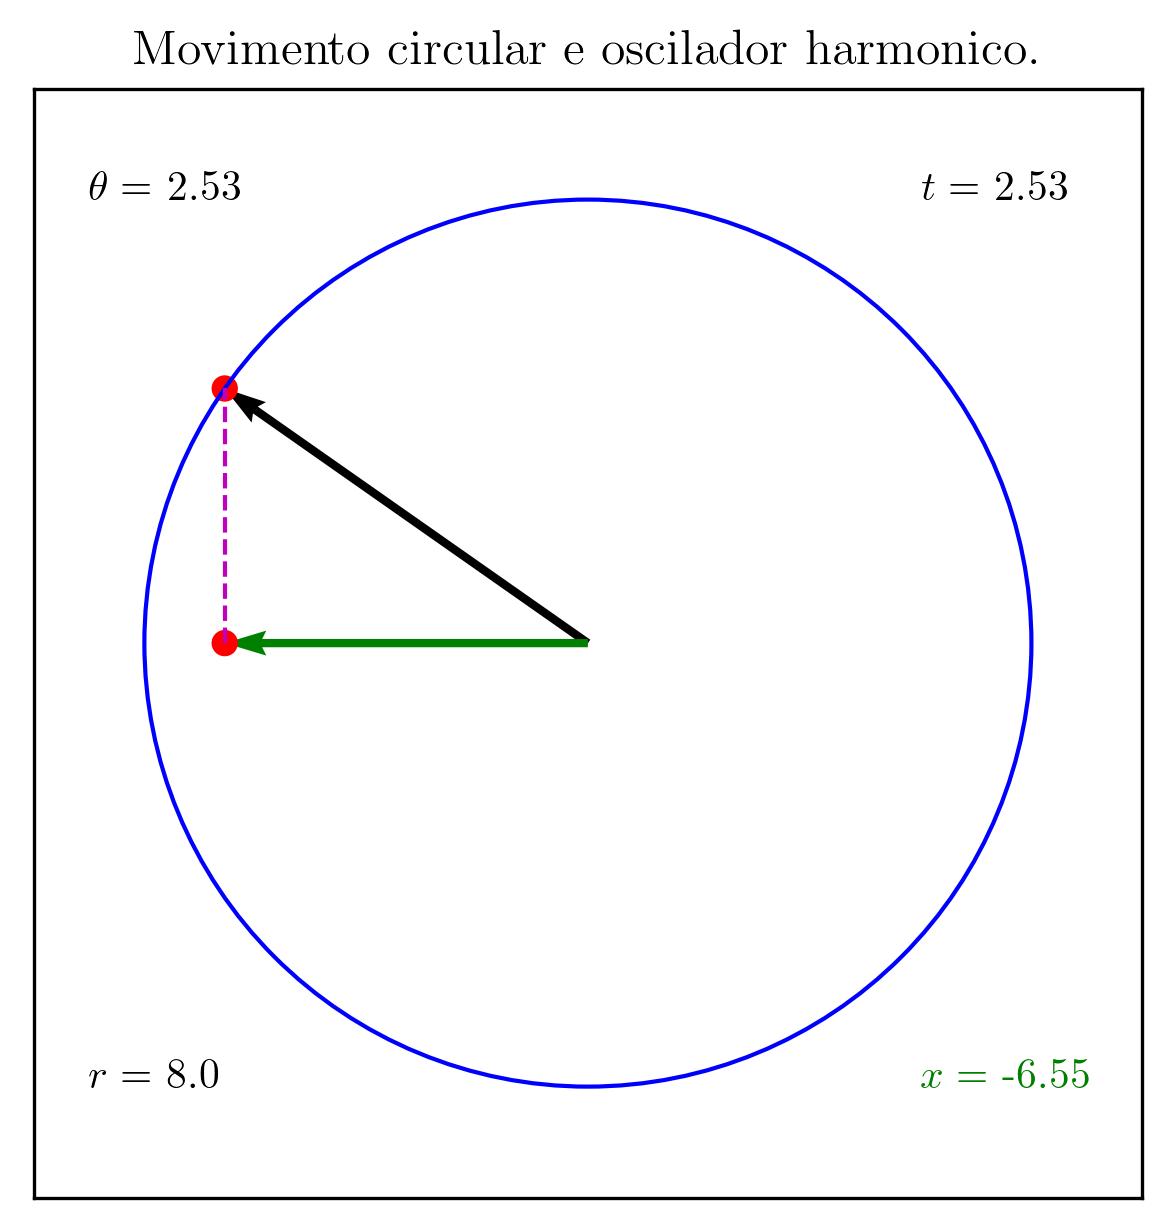 Movimento circular e oscilador harmonico.
θ = 2.53
t = 2.53
r = 8.0
x = -6.55